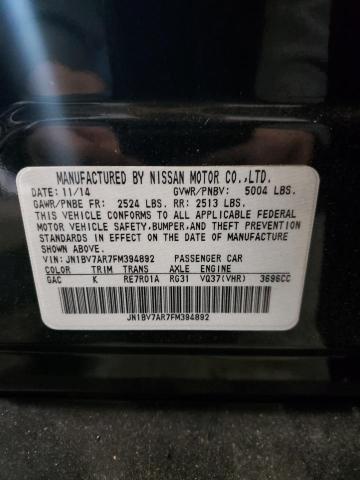 MANUFACTURED BY NISSAN MOTOR CO.,LTD.
DATE: 11/14 GVWR/PNBV: 5004 LBS.
GAWR/PNBE FR: 2524 LBS. RR: 2513 LBS.
THIS VEHICLE CONFORMS TO ALL APPLICABLE FEDERAL
MOTOR VEHICLE SAFETY, BUMPER, AND THEFT PREVENTION
STANDARDS IN EFFECT ON THE DATE OF MANUFACTURE
SHOWN ABOVE.
VIN: JN1BV7AR7FM394892 PASSENGER CAR
COLOR TRIM TRANS AXLE ENGINE
GAC K RE7R01A RG31 VQ37(VHR) 3696CC
JN1BV7AR7FM394892